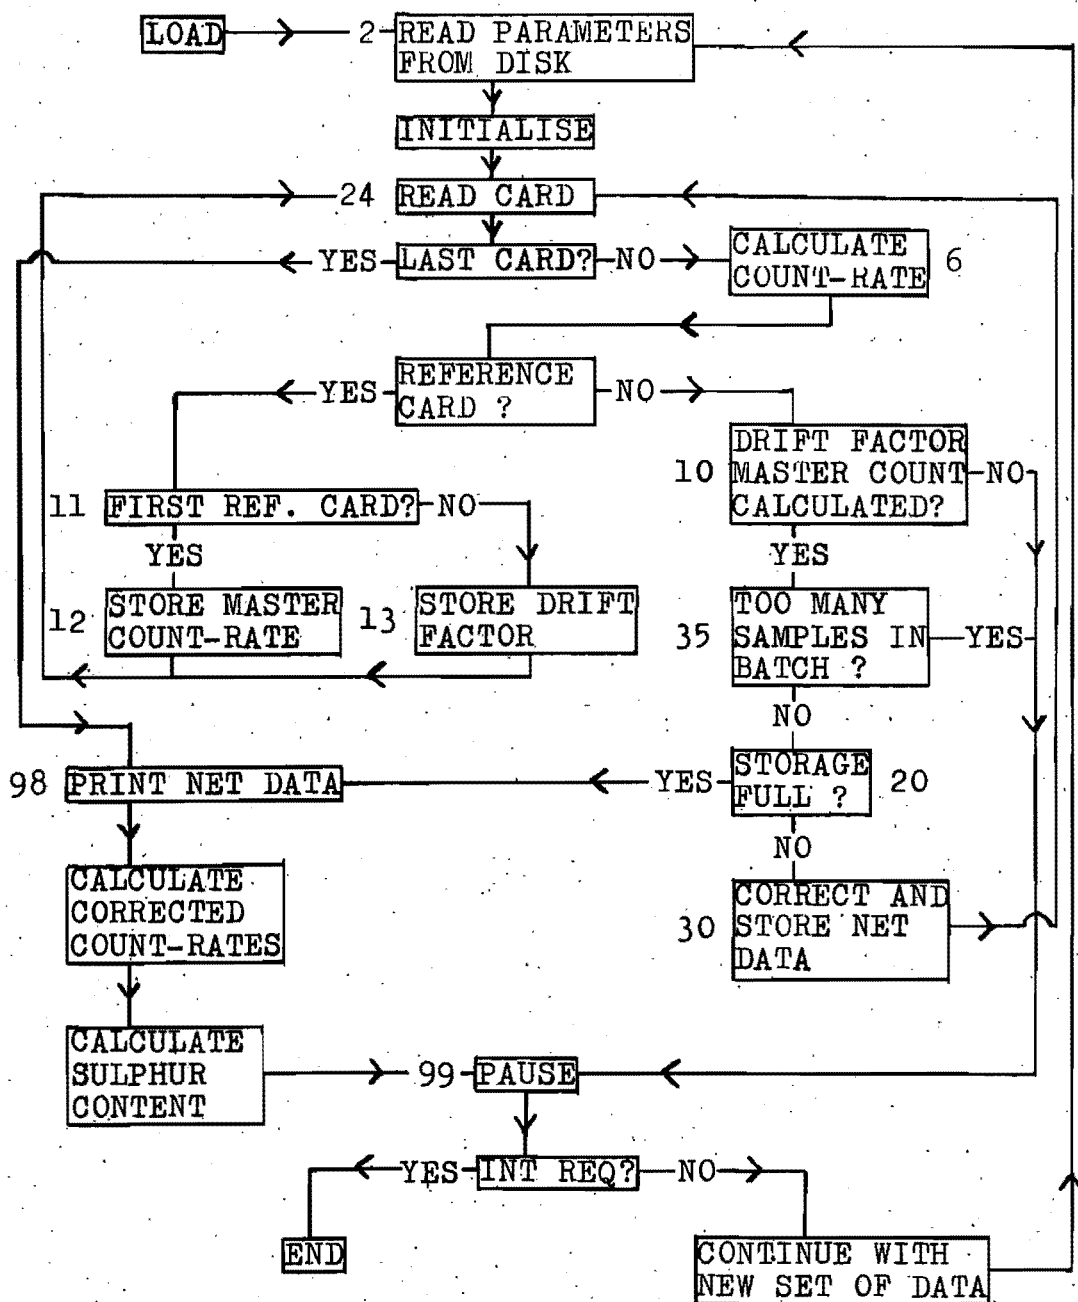 LOAD
2
READ PARAMETERS
FROM DISK
INITIALISE
24
READ CARD
YES
LAST CARD?
NO
CALCULATE
COUNT-RATE
6
YES
REFERENCE
CARD ?
NO
10
DRIFT FACTOR
MASTER COUNT
CALCULATED?
NO
11
FIRST REF. CARD?
NO
YES
YES
12
STORE MASTER
COUNT-RATE
13
STORE DRIFT
FACTOR
35
TOO MANY
SAMPLES IN
BATCH ?
YES
NO
98
PRINT NET DATA
YES
STORAGE
FULL ?
20
NO
CALCULATE
CORRECTED
COUNT-RATES
30
CORRECT AND
STORE NET
DATA
CALCULATE
SULPHUR
CONTENT
99
PAUSE
YES
INT REQ?
NO
END
CONTINUE WITH
NEW SET OF DATA